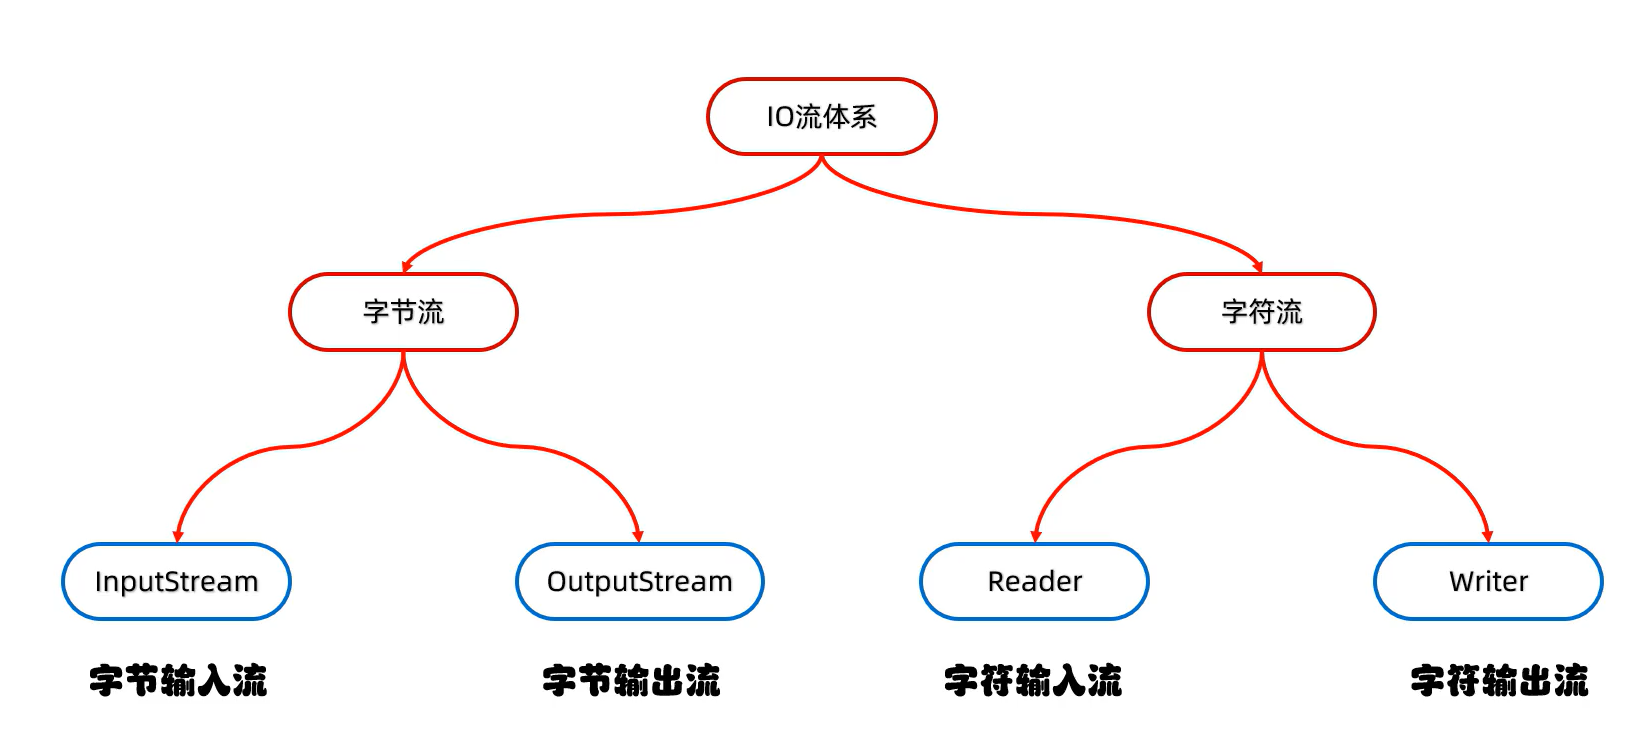 IO流体系
字节流
字符流
InputStream
OutputStream
Reader
Writer
字节输入流
字节输出流
字符输入流
字符输出流